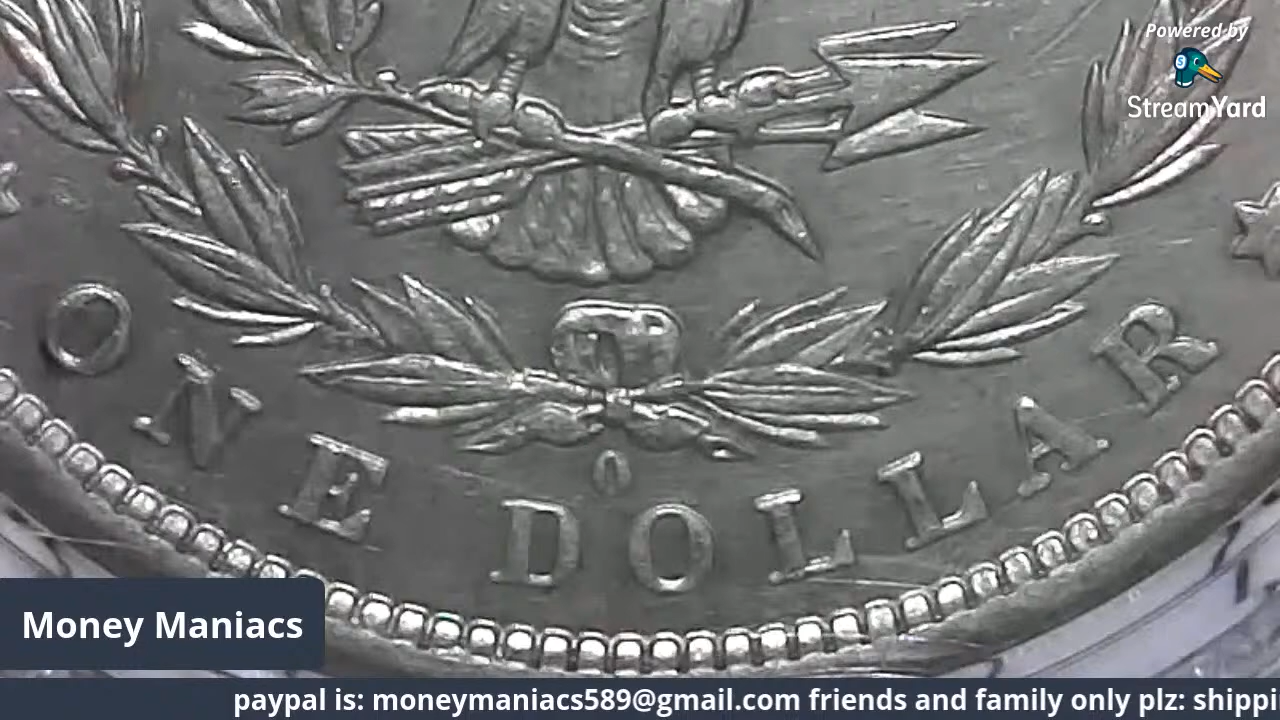 Powered by
StreamYard
O
ONE DOLLAR
Money Maniacs
paypal is: moneymaniacs589@gmail.com friends and family only plz: shippi